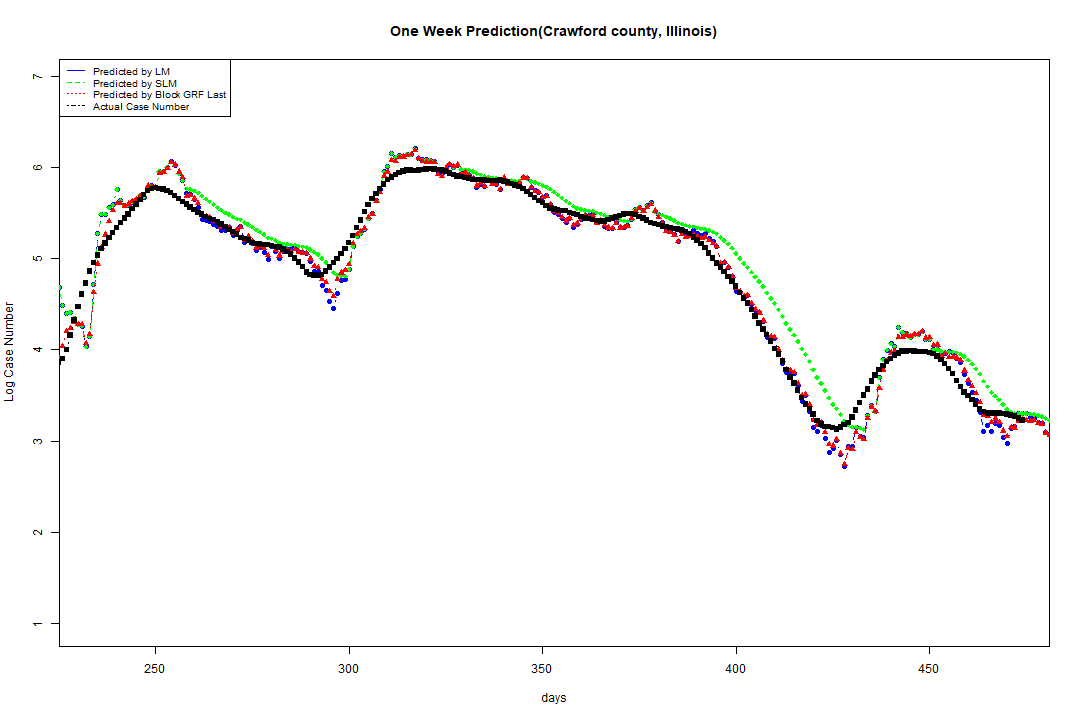 One Week Prediction(Crawford county, Illinois)
Predicted by LM
Predicted by SLM
Predicted by Block GRF Last
Actual Case Number
7
6
5
4
3
2
1
Log Case Number
250 300 350 400 450
days